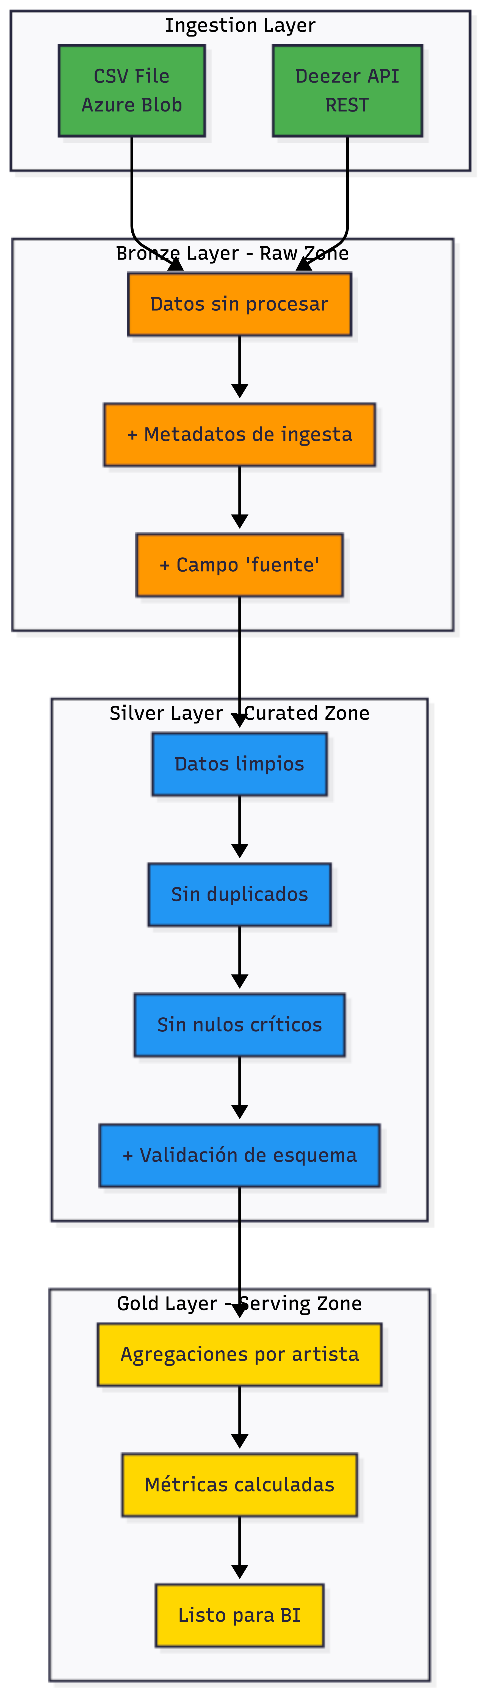 Ingestion Layer
CSV File
Azure Blob
Deezer API
REST
Bronze Layer - Raw Zone
Datos sin procesar
+ Metadatos de ingesta
+ Campo 'fuente'
Silver Layer - Curated Zone
Datos limpios
Sin duplicados
Sin nulos críticos
+ Validación de esquema
Gold Layer - Serving Zone
Agregaciones por artista
Métricas calculadas
Listo para BI